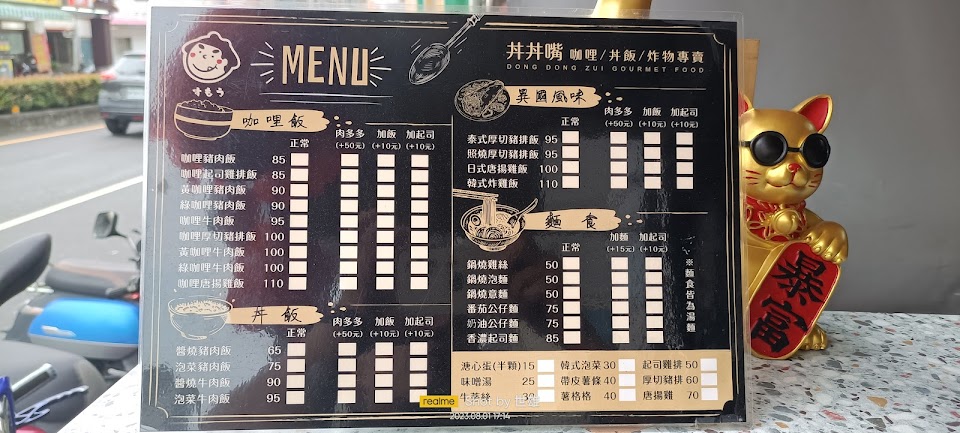 MENU
丼丼嘴 咖哩/丼飯/炸物專賣
DONG DONG ZUI GOURMET FOOD
咖哩飯
正常 肉多多(+50元) 加飯(+10元) 加起司(+10元)
咖哩豬肉飯 85
咖哩起司雞排飯 85
黃咖哩豬肉飯 90
綠咖哩豬肉飯 90
咖哩牛肉飯 95
咖哩厚切豬排飯 100
黃咖哩牛肉飯 100
綠咖哩牛肉飯 100
咖哩唐揚雞飯 110
丼飯
正常 肉多多(+50元) 加飯(+10元) 加起司(+10元)
醬燒豬肉飯 65
泡菜豬肉飯 75
醬燒牛肉飯 90
泡菜牛肉飯 95
異國風味
正常 肉多多(+50元) 加飯(+10元) 加起司(+10元)
泰式厚切豬排飯 95
照燒厚切豬排飯 95
日式唐揚雞飯 100
韓式炸雞飯 110
麵食
正常 加麵(+15元) 加起司(+10元)
鍋燒雞絲 50
鍋燒泡麵 50
鍋燒意麵 50
番茄公仔麵 75
奶油公仔麵 75
香濃起司麵 85
※麵食皆為湯麵
溏心蛋(半顆)15 韓式泡菜 30 起司雞排 50
味噌湯 25 帶皮薯條 40 厚切豬排 60
牛蒡絲 30 薯格格 40 唐揚雞 70
realme Shot by
2023.08.01 17:14
暴富